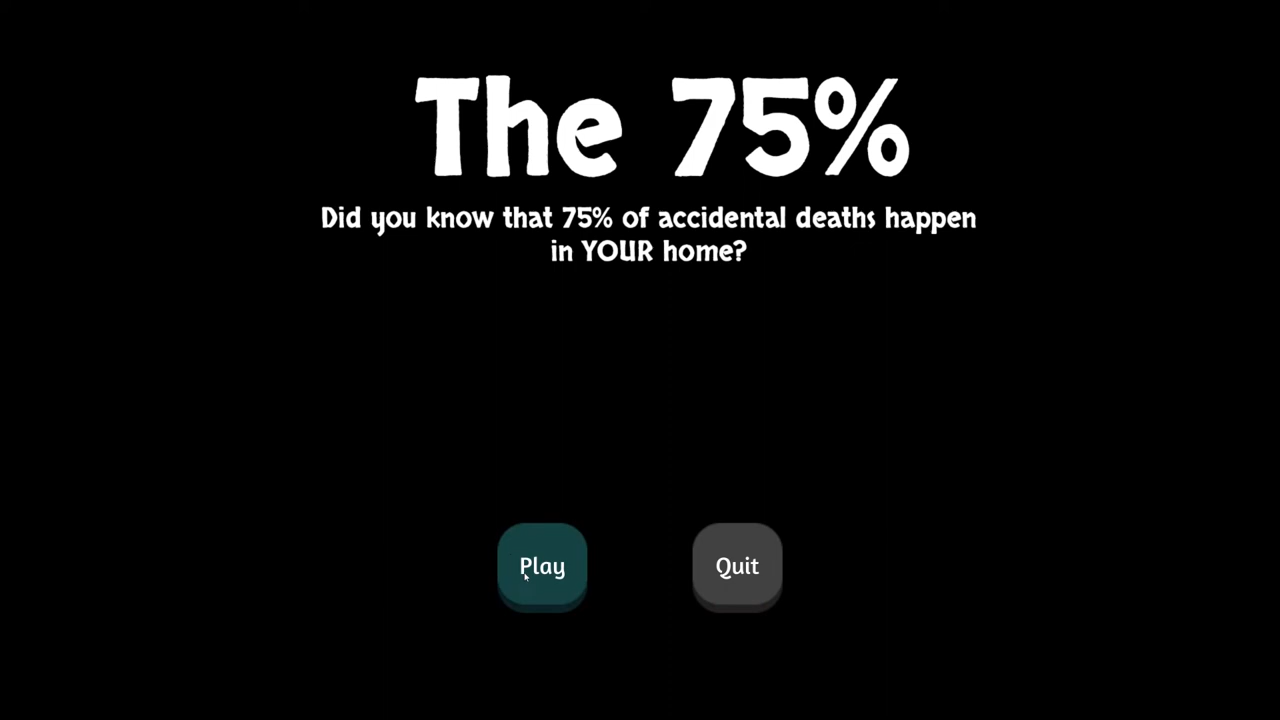 The 75%
Did you know that 75% of accidental deaths happen
in YOUR home?
Play
Quit